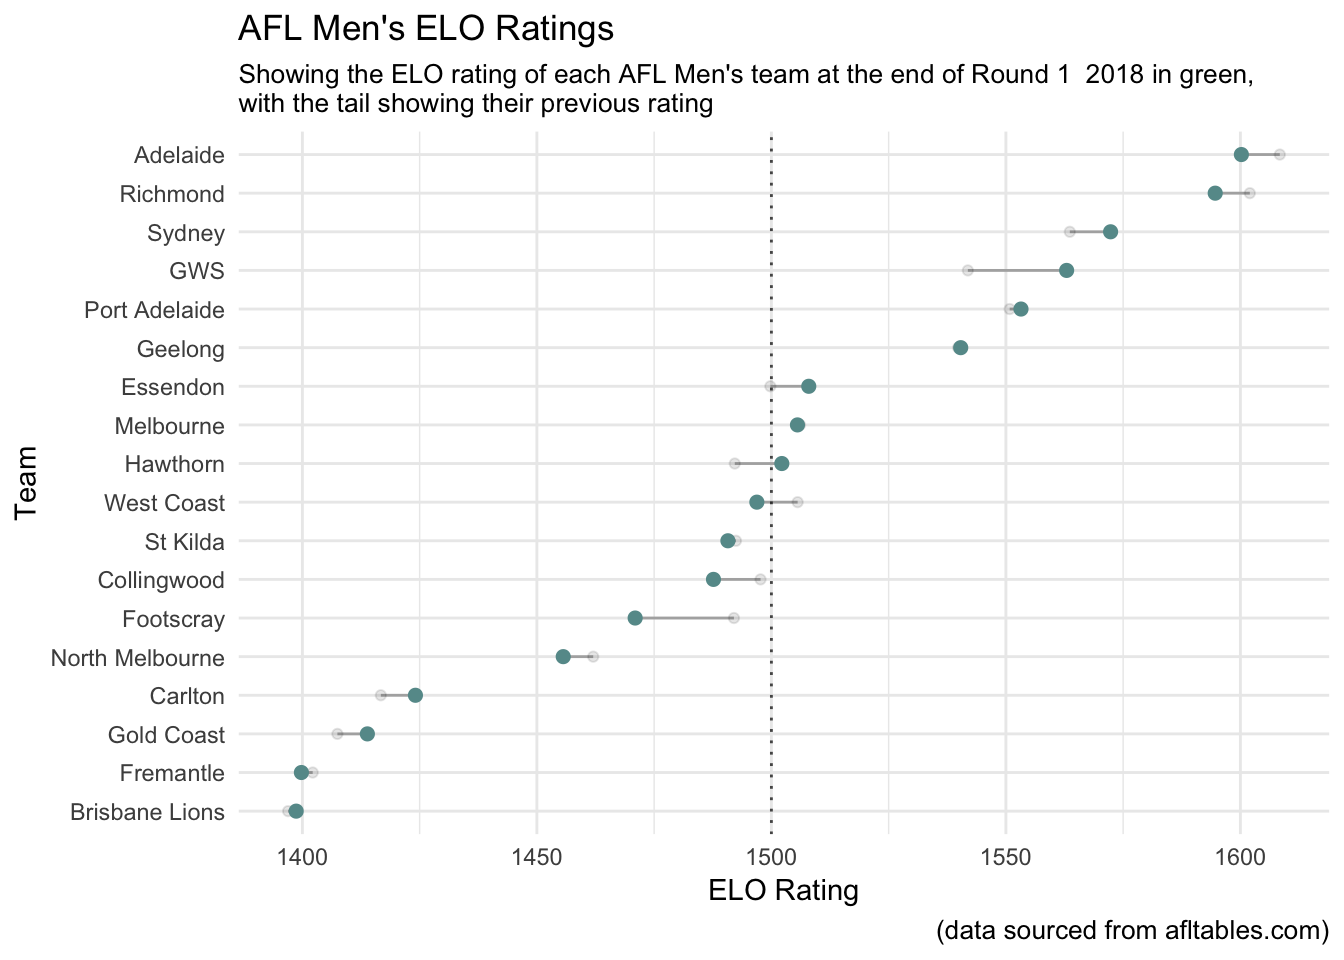 AFL Men's ELO Ratings
Showing the ELO rating of each AFL Men's team at the end of Round 1  2018 in green,
with the tail showing their previous rating
Team
Adelaide
Richmond
Sydney
GWS
Port Adelaide
Geelong
Essendon
Melbourne
Hawthorn
West Coast
St Kilda
Collingwood
Footscray
North Melbourne
Carlton
Gold Coast
Fremantle
Brisbane Lions
1400 1450 1500 1550 1600
ELO Rating
(data sourced from afltables.com)